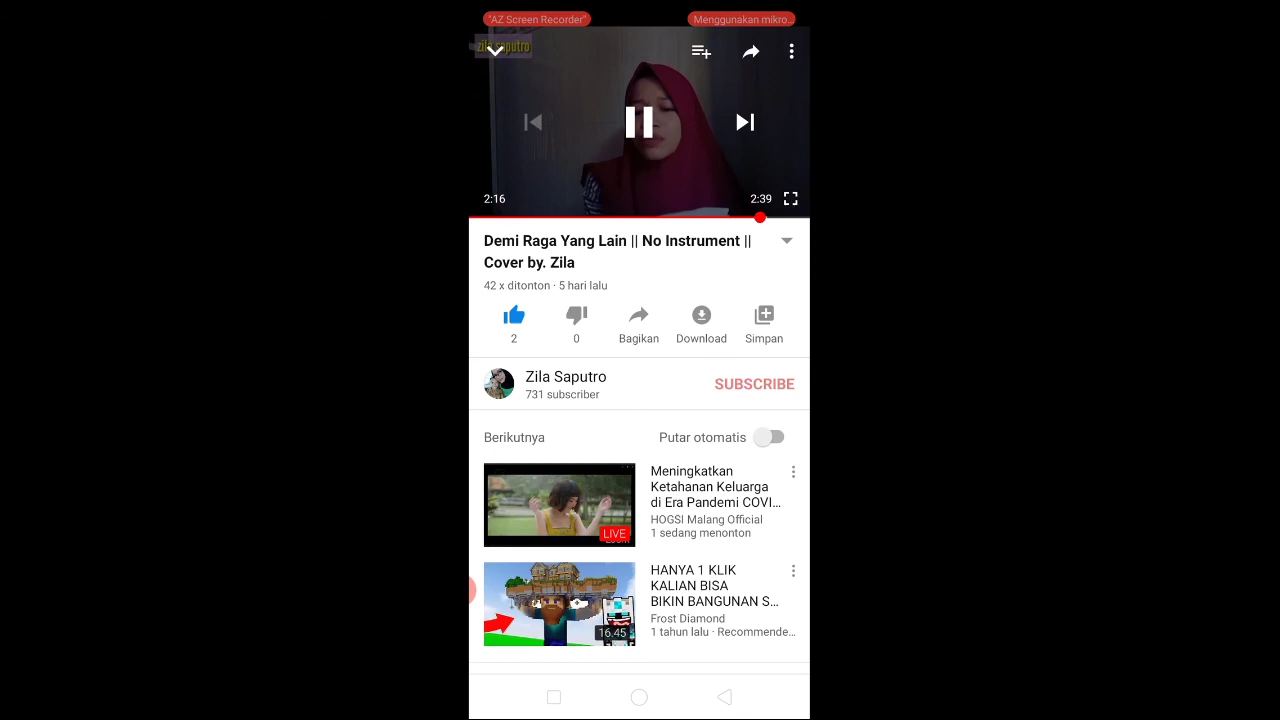 "AZ Screen Recorder"
Menggunakan mikro...
zila saputro
2:16
2:39
Demi Raga Yang Lain || No Instrument ||
Cover by. Zila
42 x ditonton · 5 hari lalu
2
0
Bagikan
Download
Simpan
Zila Saputro
731 subscriber
SUBSCRIBE
Berikutnya
Putar otomatis
LIVE
Meningkatkan
Ketahanan Keluarga
di Era Pandemi COVI...
HOGSI Malang Official
1 sedang menonton
16.45
HANYA 1 KLIK
KALIAN BISA
BIKIN BANGUNAN S...
Frost Diamond
1 tahun lalu · Recommende...